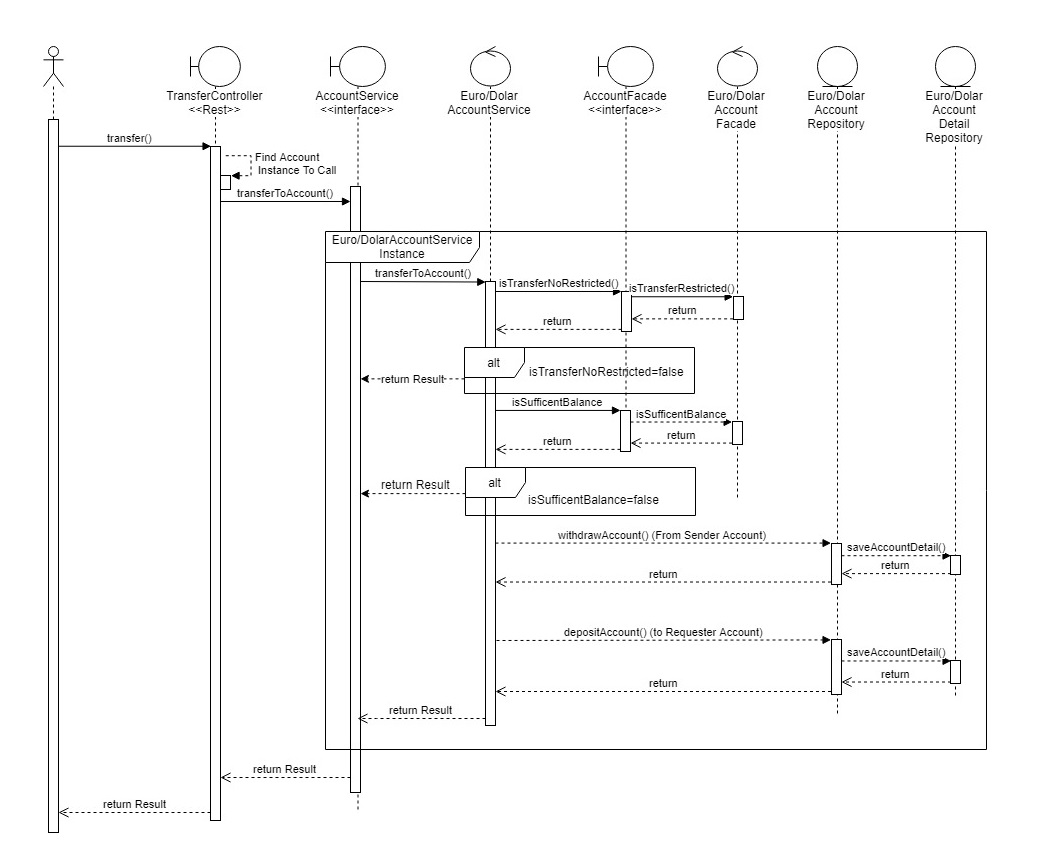 TransferController
<<Rest>>
AccountService
<<interface>>
Euro/Dolar
AccountService
AccountFacade
<<interface>>
Euro/Dolar
Account
Facade
Euro/Dolar
Account
Repository
Euro/Dolar
Account
Detail
Repository
transfer()
Find Account
Instance To Call
transferToAccount()
Euro/DolarAccountService
Instance
transferToAccount()
isTransferNoRestricted()
isTransferRestricted()
return
return
alt
isTransferNoRestricted=false
return Result
isSufficentBalance
isSufficentBalance
return
return
alt
return Result
isSufficentBalance=false
withdrawAccount() (From Sender Account)
saveAccountDetail()
return
return
depositAccount() (to Requester Account)
saveAccountDetail()
return
return
return Result
return Result
return Result